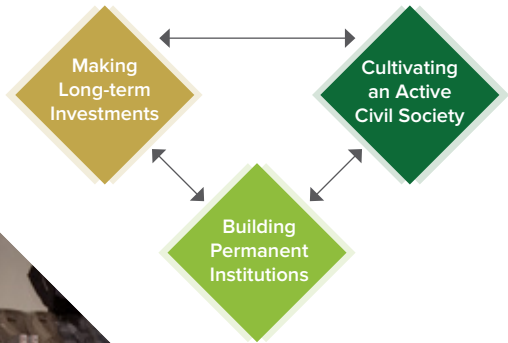 Making
Long-term
Investments
Cultivating
an Active
Civil Society
Building
Permanent
Institutions